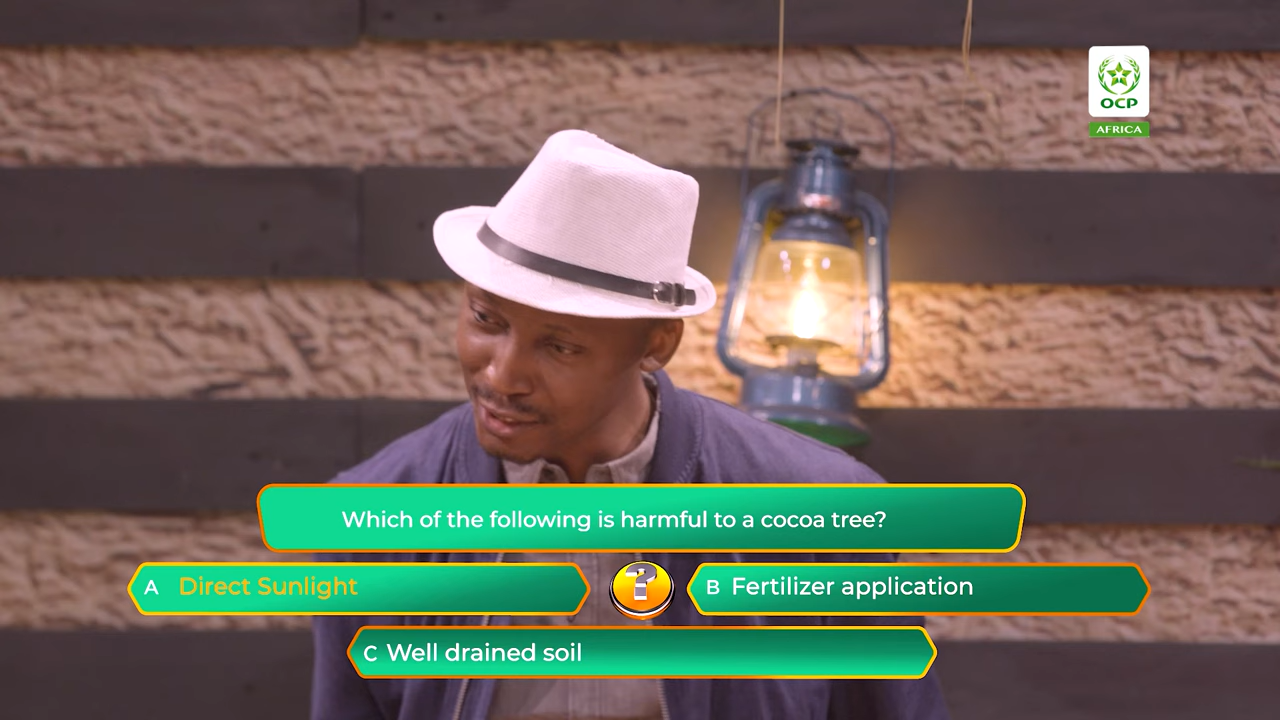 OCP
AFRICA
Which of the following is harmful to a cocoa tree?
A Direct Sunlight
?
B Fertilizer application
C Well drained soil